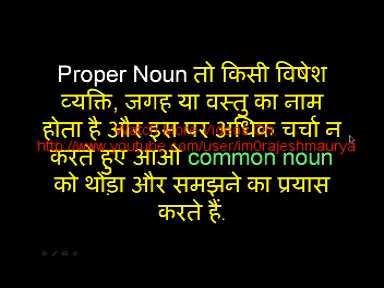 Proper Noun तो किसी विषेश
व्यक्ति, जगह या वस्तु का नाम
होता है और इस पर अधिक चर्चा न
http://www.youtube.com/user/im0rajeshmaurya
करते हुए आओ common noun
को थोड़ा और समझने का प्रयास
करते हैं.